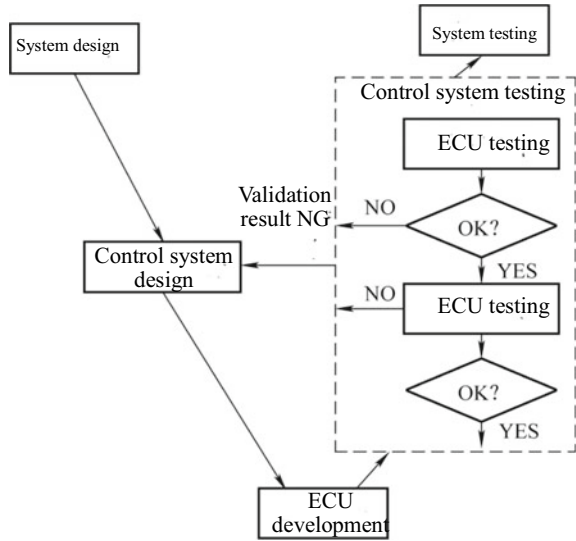 System design
System testing
Control system testing
ECU testing
Validation
result NG
NO
OK?
YES
Control system
design
NO
ECU testing
OK?
YES
ECU
development